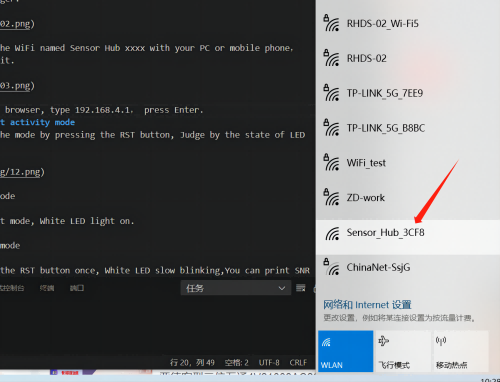 02.png)
he WiFi named Sensor Hub xxxx with your PC or mobile phone,
it.
03.png)
browser, type 192.168.4.1. press Enter.
t activity mode
he mode by pressing the RST button, Judge by the state of LED
g/12.png)
ode
t mode, White LED light on.
mode
the RST button once, White LED slow blinking,You can print SNR
控制台 终端 端口
任务
行 20, 列 49 空格: 2 UTF-8 CRLF
RHDS-02_Wi-Fi5
RHDS-02
TP-LINK_5G_7EE9
TP-LINK_5G_B8BC
WiFi_test
ZD-work
Sensor_Hub_3CF8
ChinaNet-SsjG
网络和 Internet 设置
更改设置，例如将某连接设置为按流量计费。
WLAN
飞行模式
移动热点